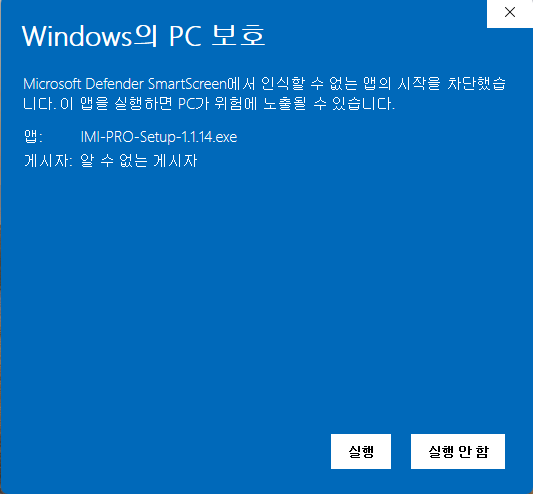 Windows의 PC 보호
Microsoft Defender SmartScreen에서 인식할 수 없는 앱의 시작을 차단했습
니다. 이 앱을 실행하면 PC가 위험에 노출될 수 있습니다.
앱: IMI-PRO-Setup-1.1.14.exe
게시자: 알 수 없는 게시자
실행 실행 안 함